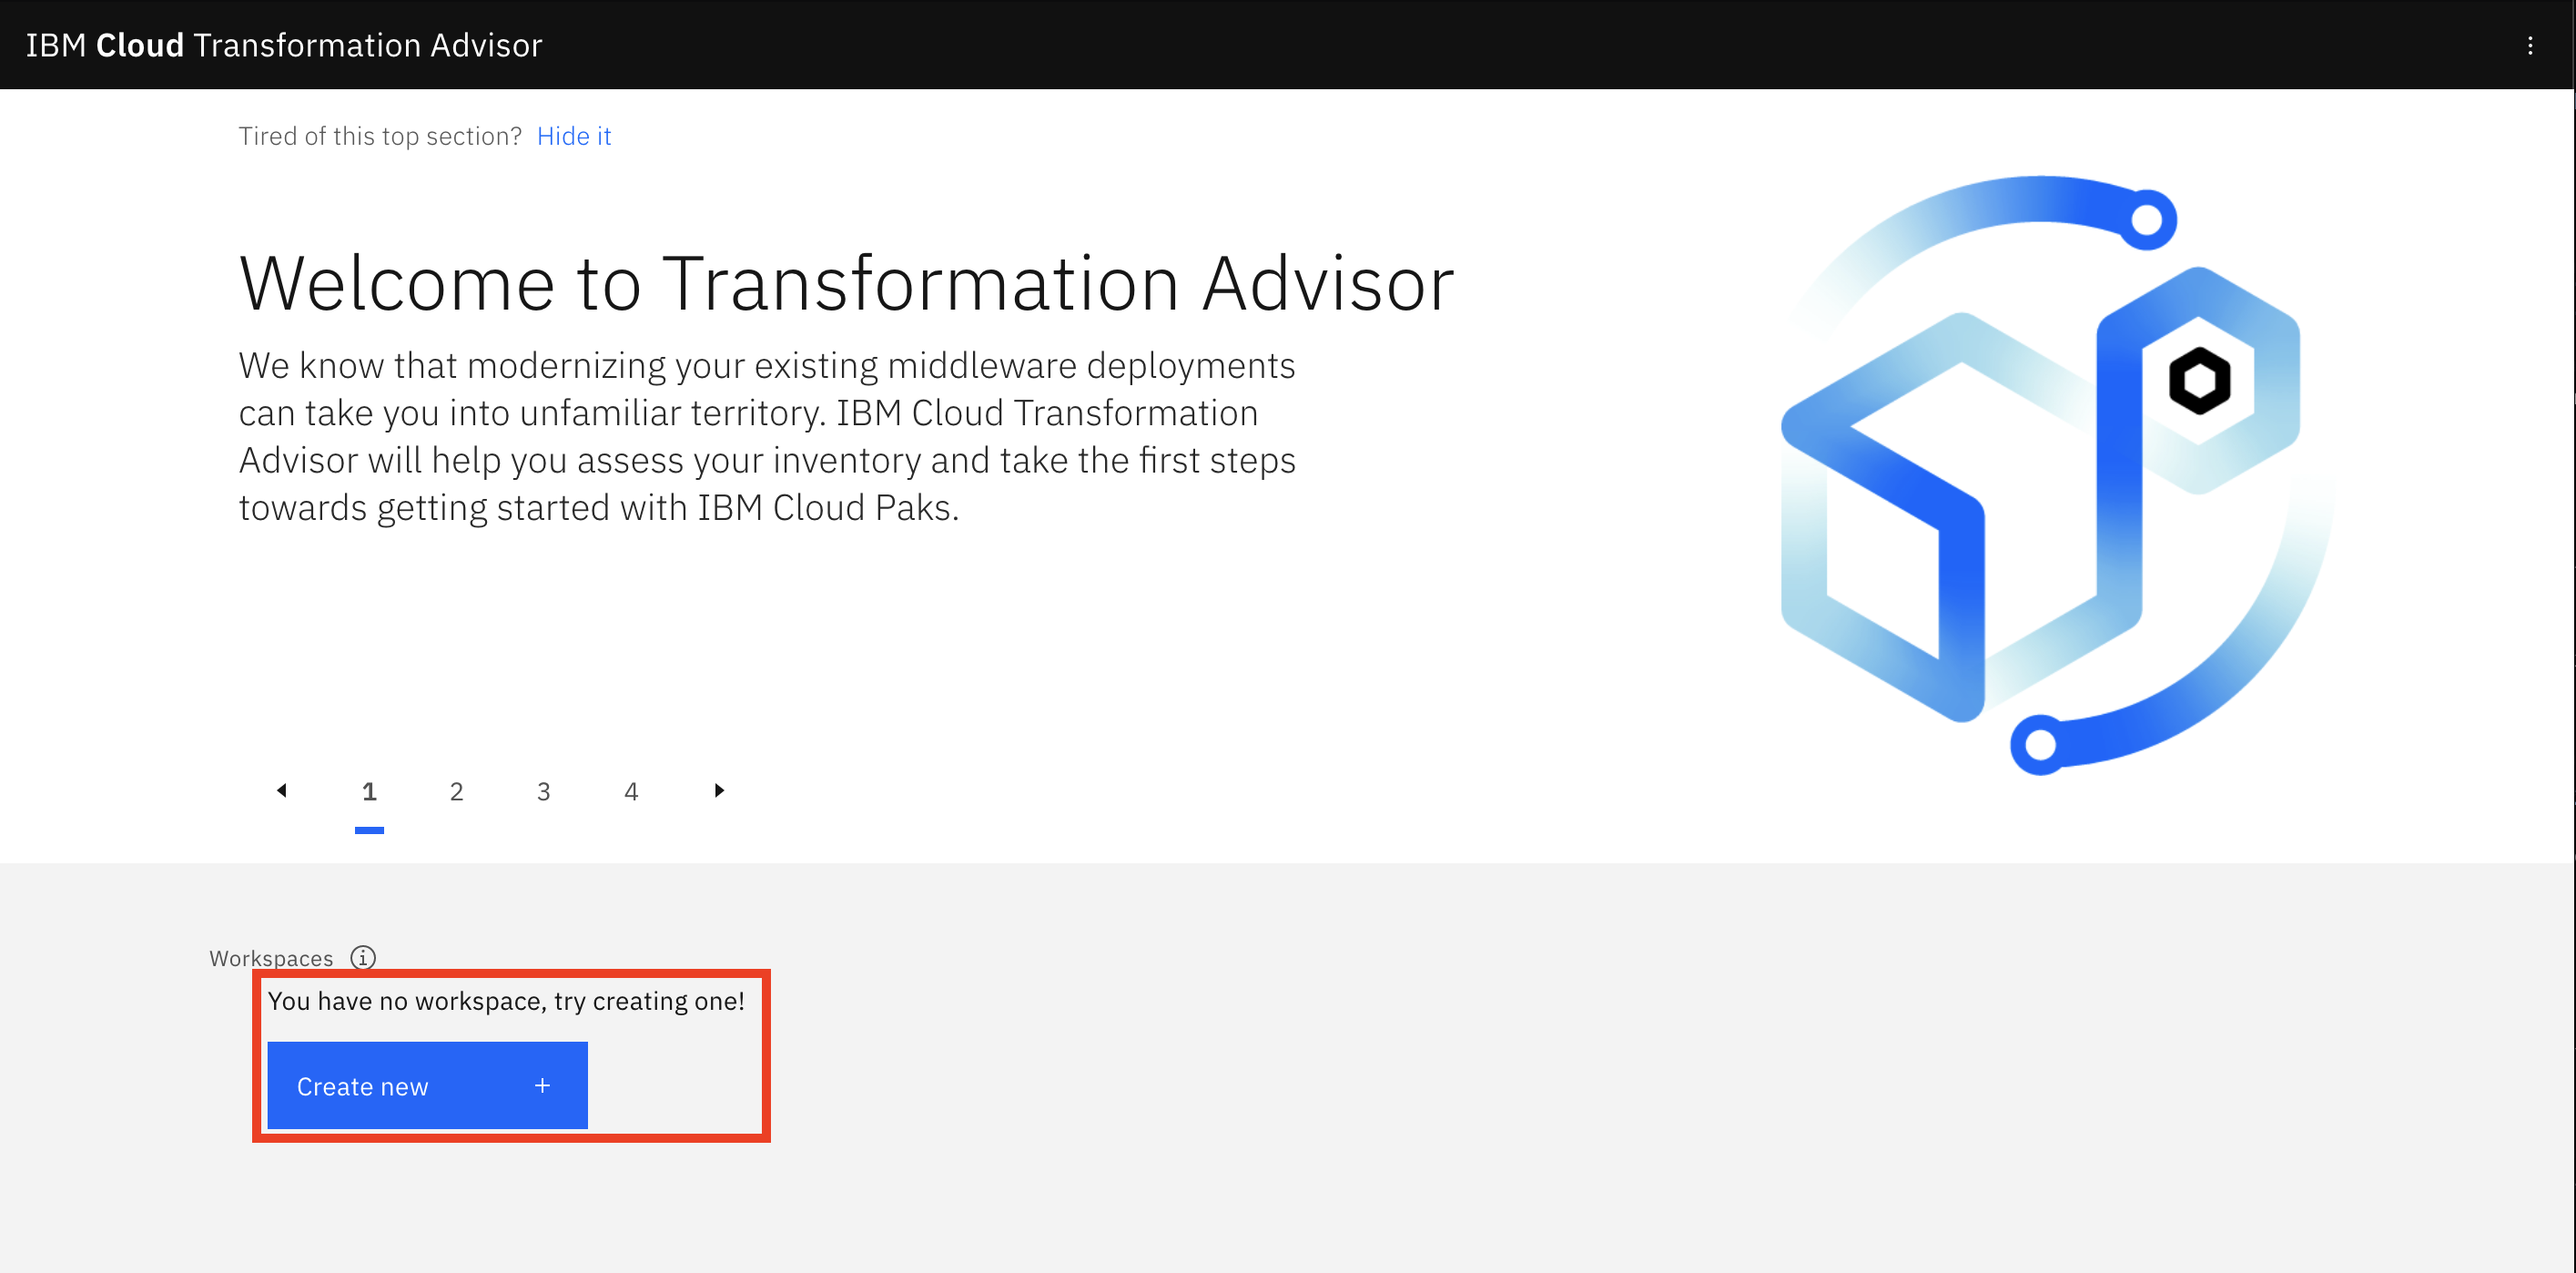 IBM Cloud Transformation Advisor
Tired of this top section? Hide it
Welcome to Transformation Advisor
We know that modernizing your existing middleware deployments
can take you into unfamiliar territory. IBM Cloud Transformation
Advisor will help you assess your inventory and take the first steps
towards getting started with IBM Cloud Paks.
1 2 3 4
Workspaces
You have no workspace, try creating one!
Create new +